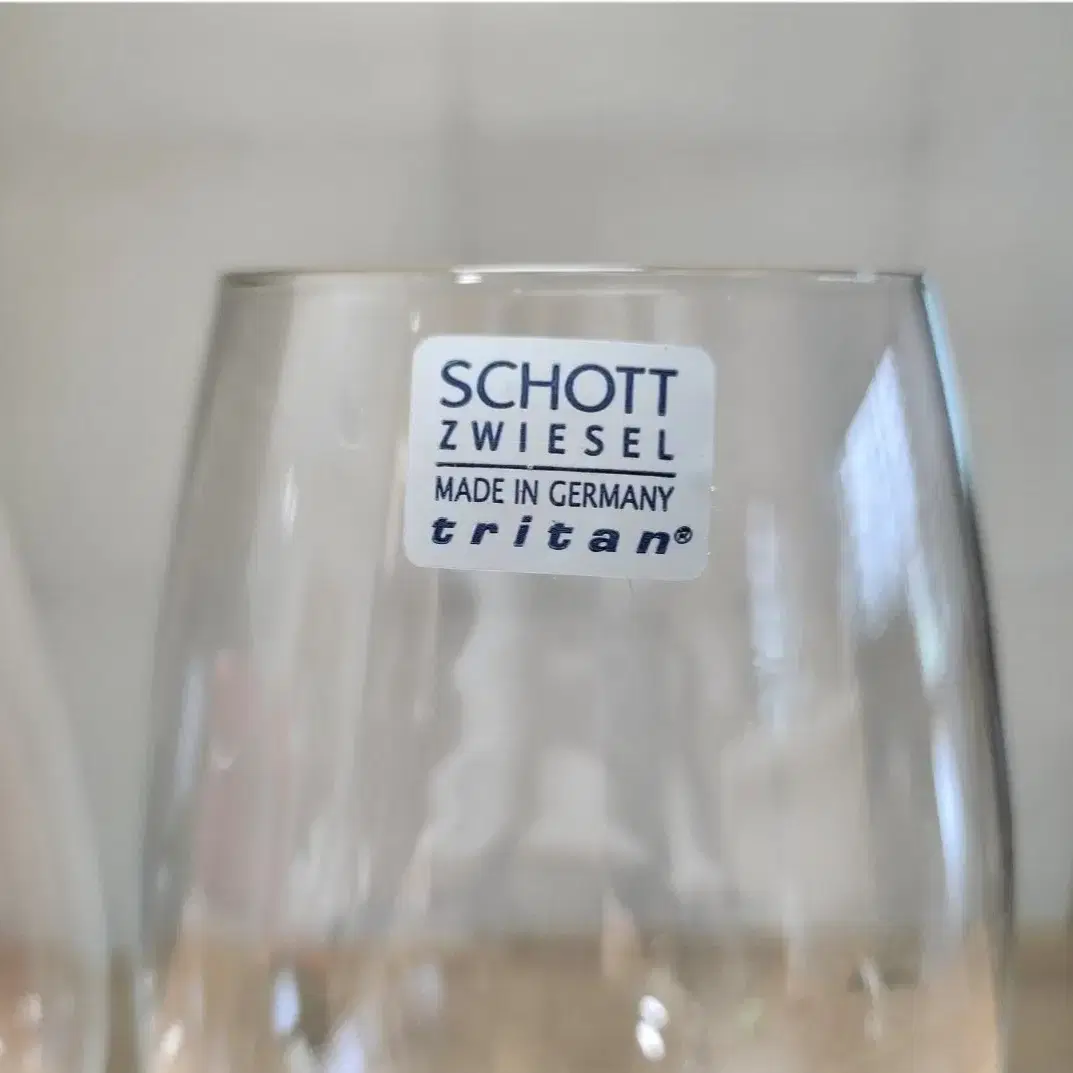 SCHOTT
ZWIESEL
MADE IN GERMANY
tritan®